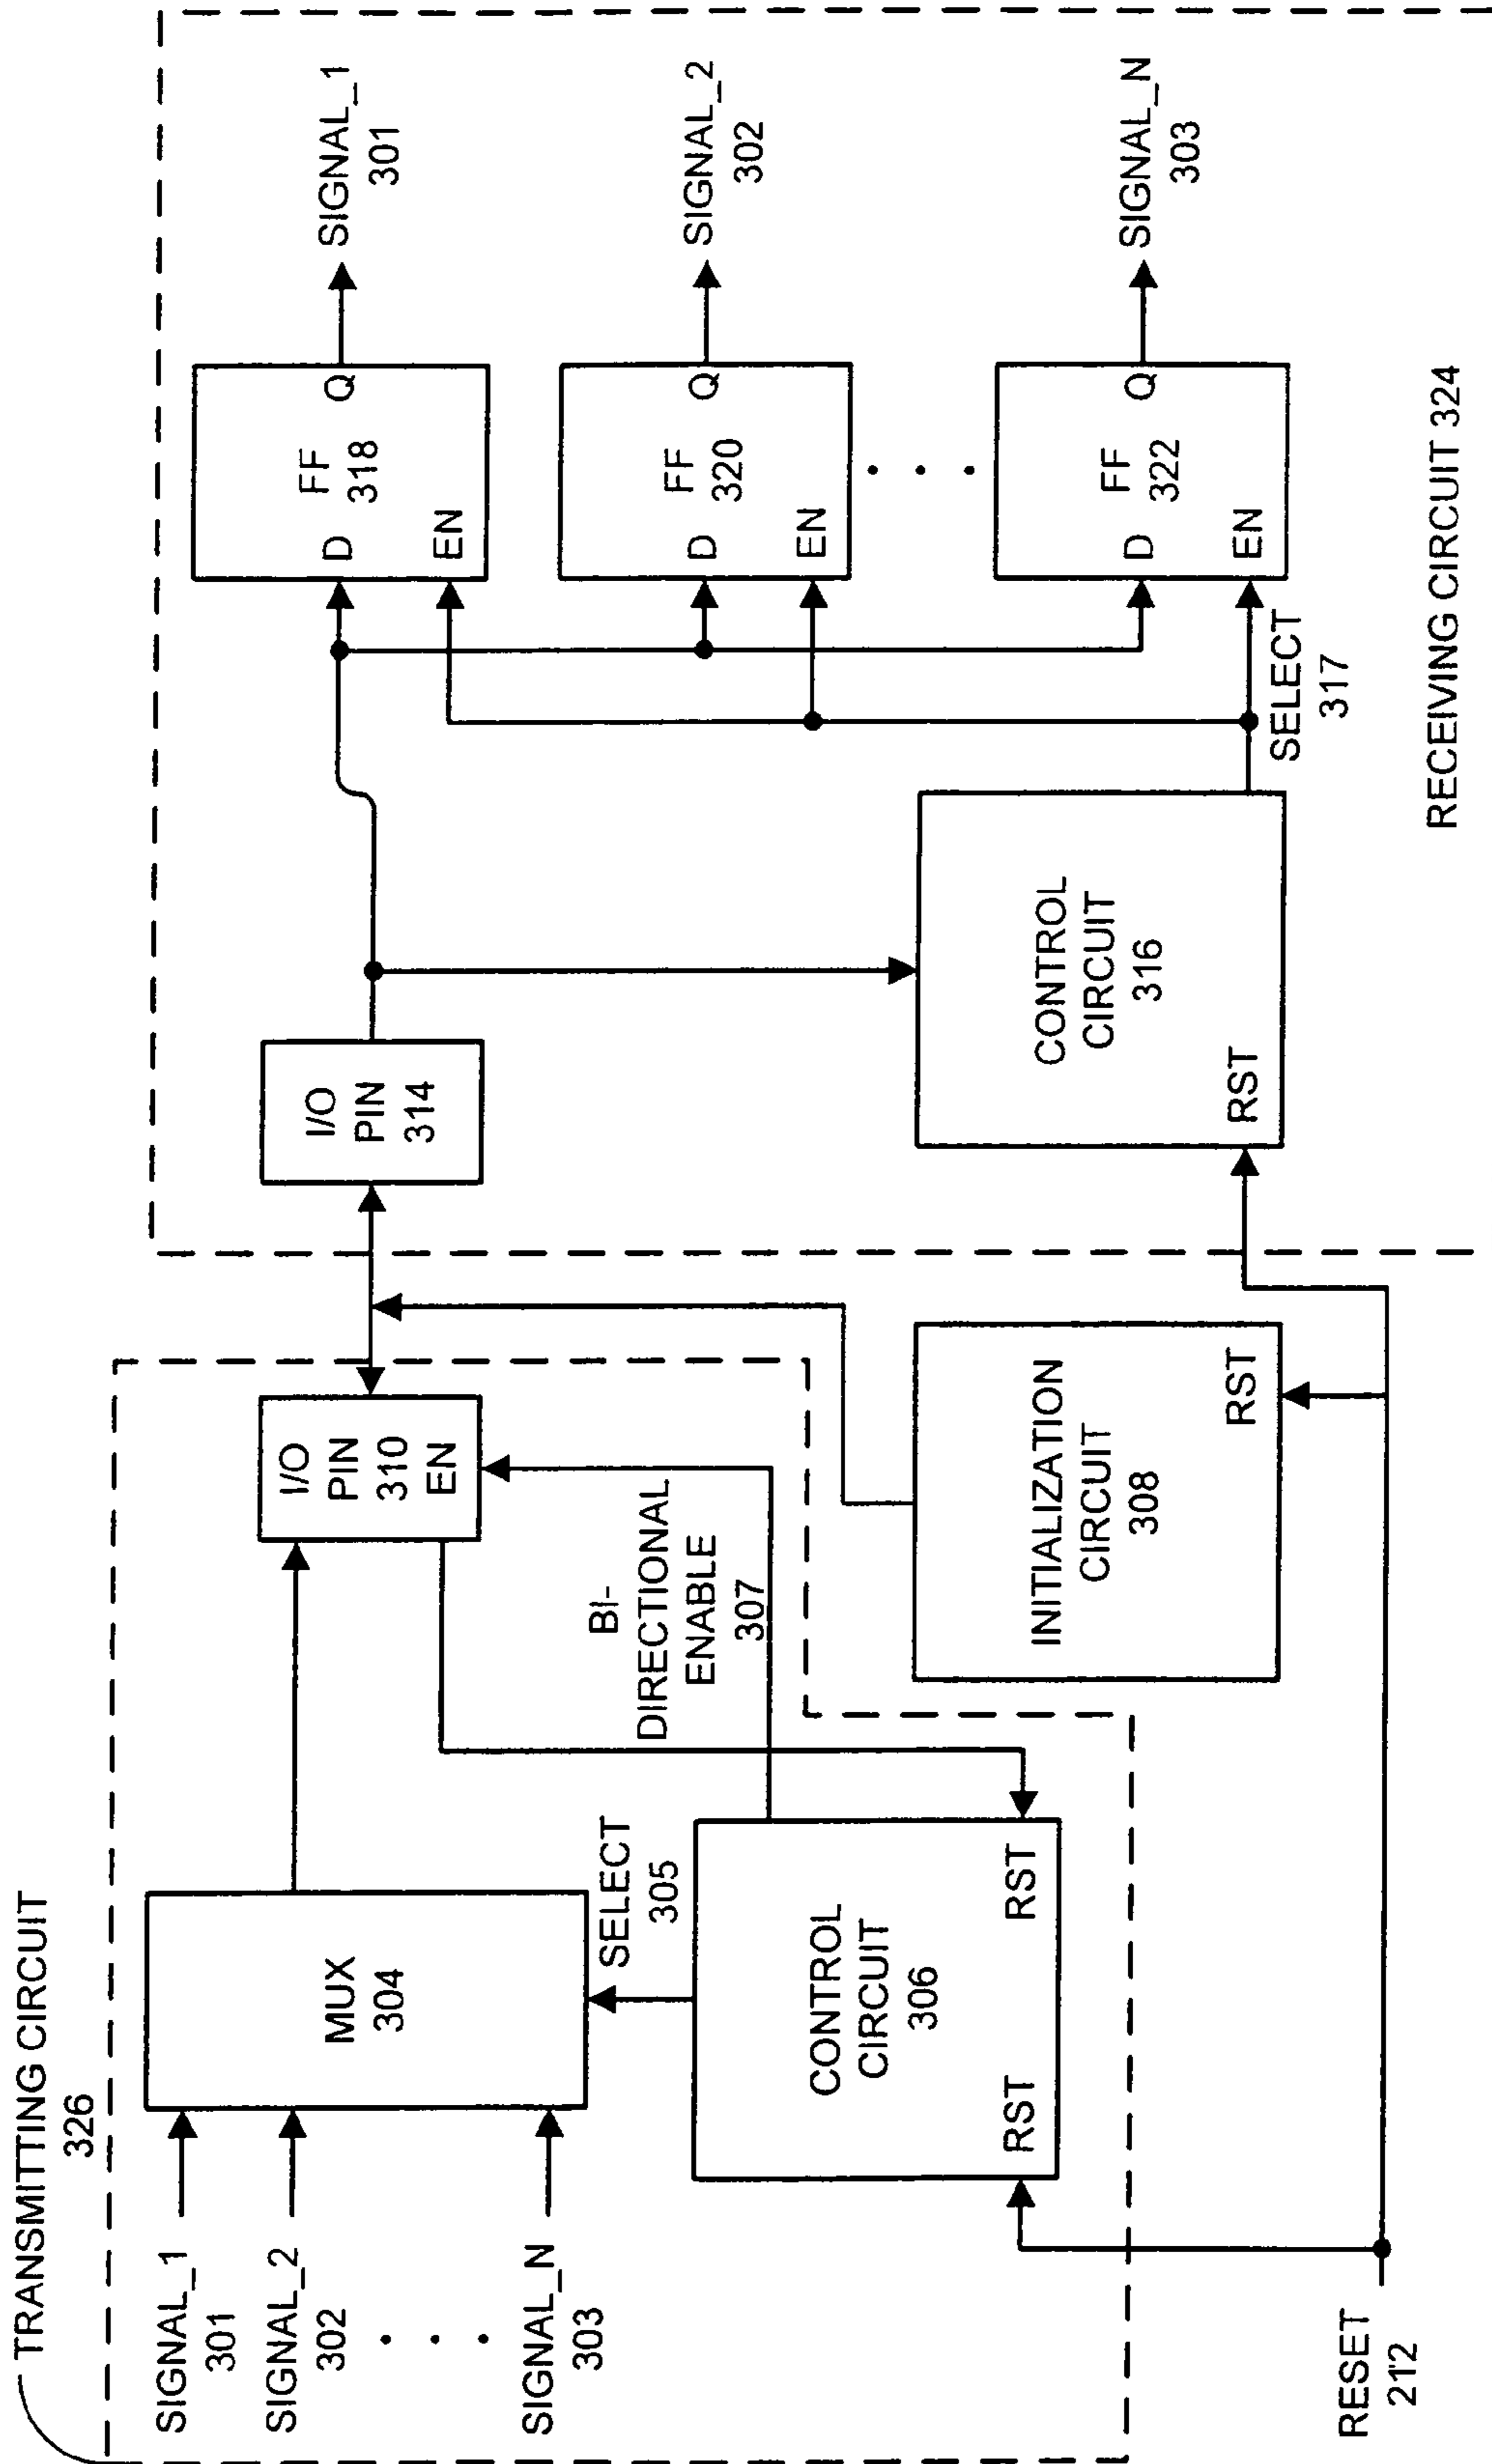 TRANSMITTING CIRCUIT
326
SIGNAL_1
301
SIGNAL_2
302
SIGNAL_N
303
MUX
304
SELECT
305
CONTROL
CIRCUIT
306
RST
RST
BI-
DIRECTIONAL
ENABLE
307
I/O
PIN
310
EN
INITIALIZATION
CIRCUIT
308
RST
RESET
212
I/O
PIN
314
CONTROL
CIRCUIT
316
RST
SELECT
317
FF
318
D
Q
EN
FF
320
D
Q
EN
FF
322
D
Q
EN
SIGNAL_1
301
SIGNAL_2
302
SIGNAL_N
303
RECEIVING CIRCUIT 324